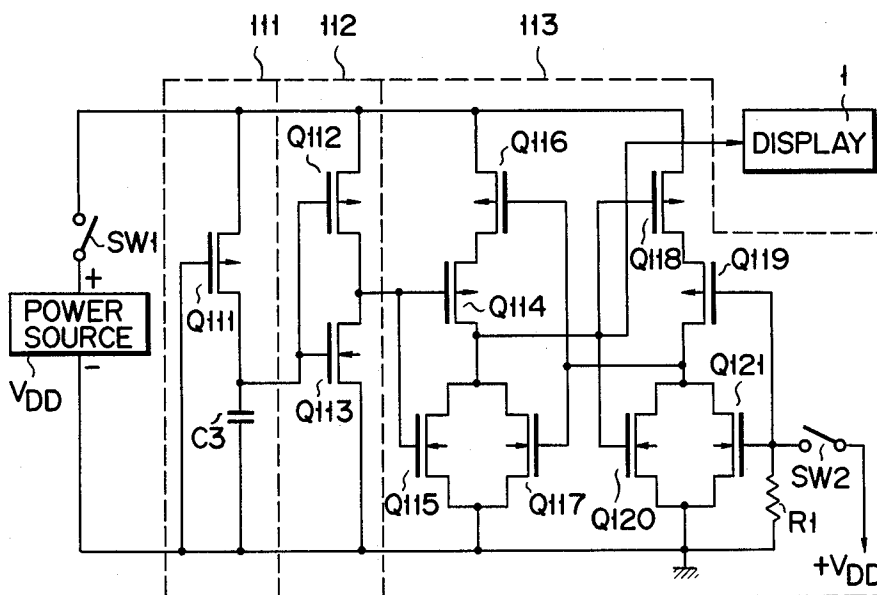 111
112
113
1
DISPLAY
Q112
Q116
SW1
+
Q118
Q119
POWER
SOURCE
Q111
Q114
-
VDD
Q113
Q121
C3
SW2
Q115
Q117
Q120
R1
+VDD